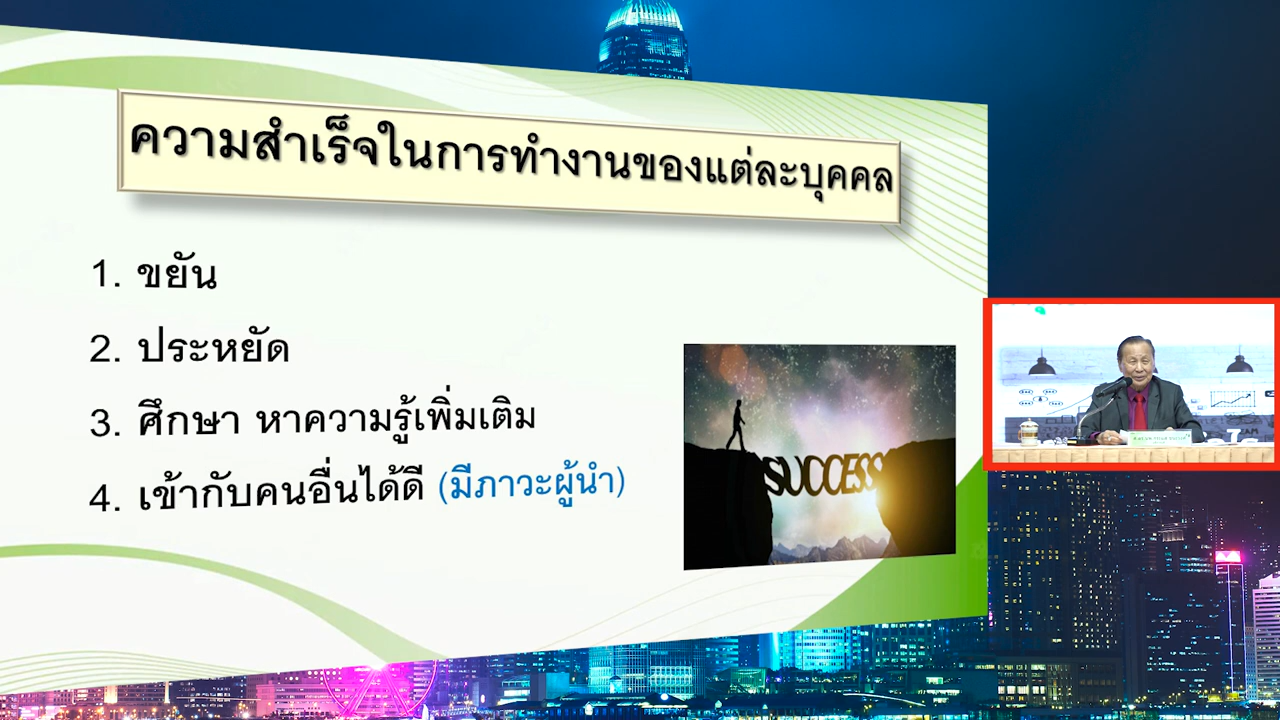 ความสำเร็จในการทำงานของแต่ละบุคคล
1. ขยัน
2. ประหยัด
3. ศึกษา หาความรู้เพิ่มเติม
4. เข้ากับคนอื่นได้ดี (มีภาวะผู้นำ)
SUCCESS